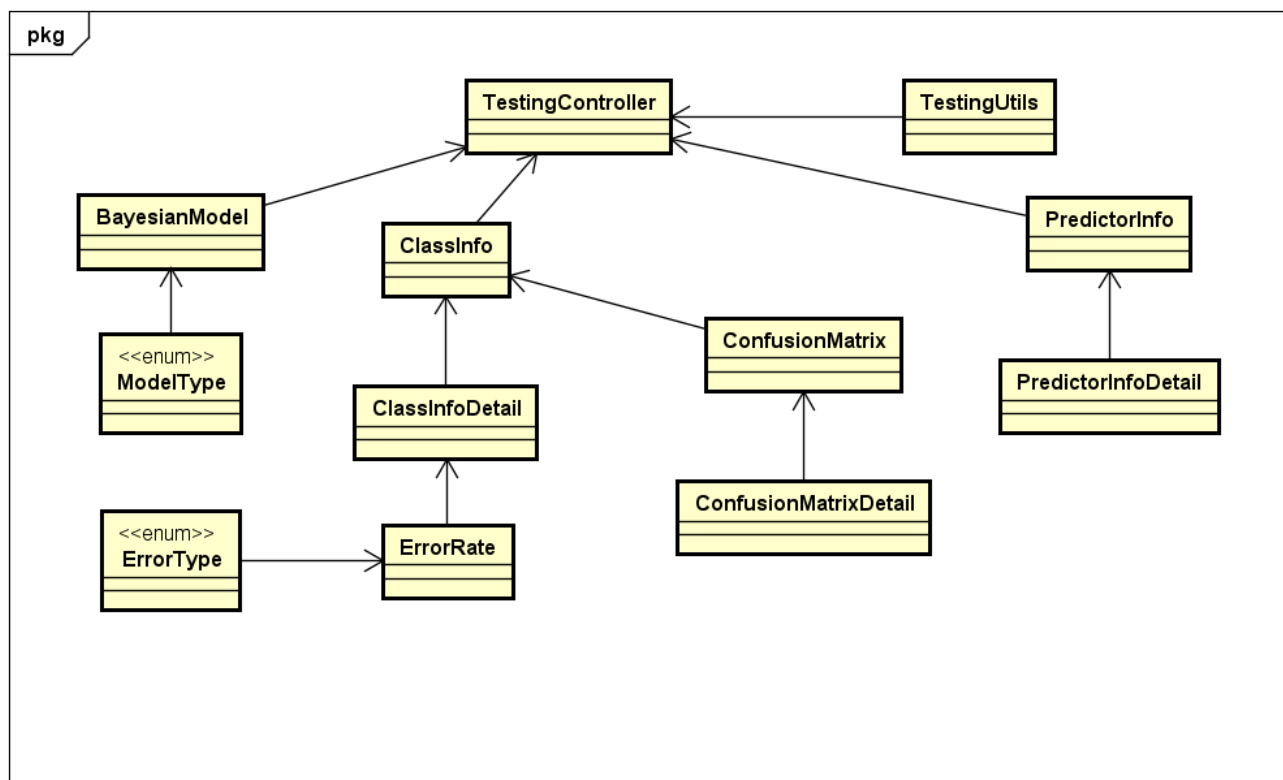 pkg
TestingController
TestingUtils
BayesianModel
ClassInfo
PredictorInfo
<<enum>>
ModelType
ConfusionMatrix
PredictorInfoDetail
ClassInfoDetail
ConfusionMatrixDetail
<<enum>>
ErrorType
ErrorRate